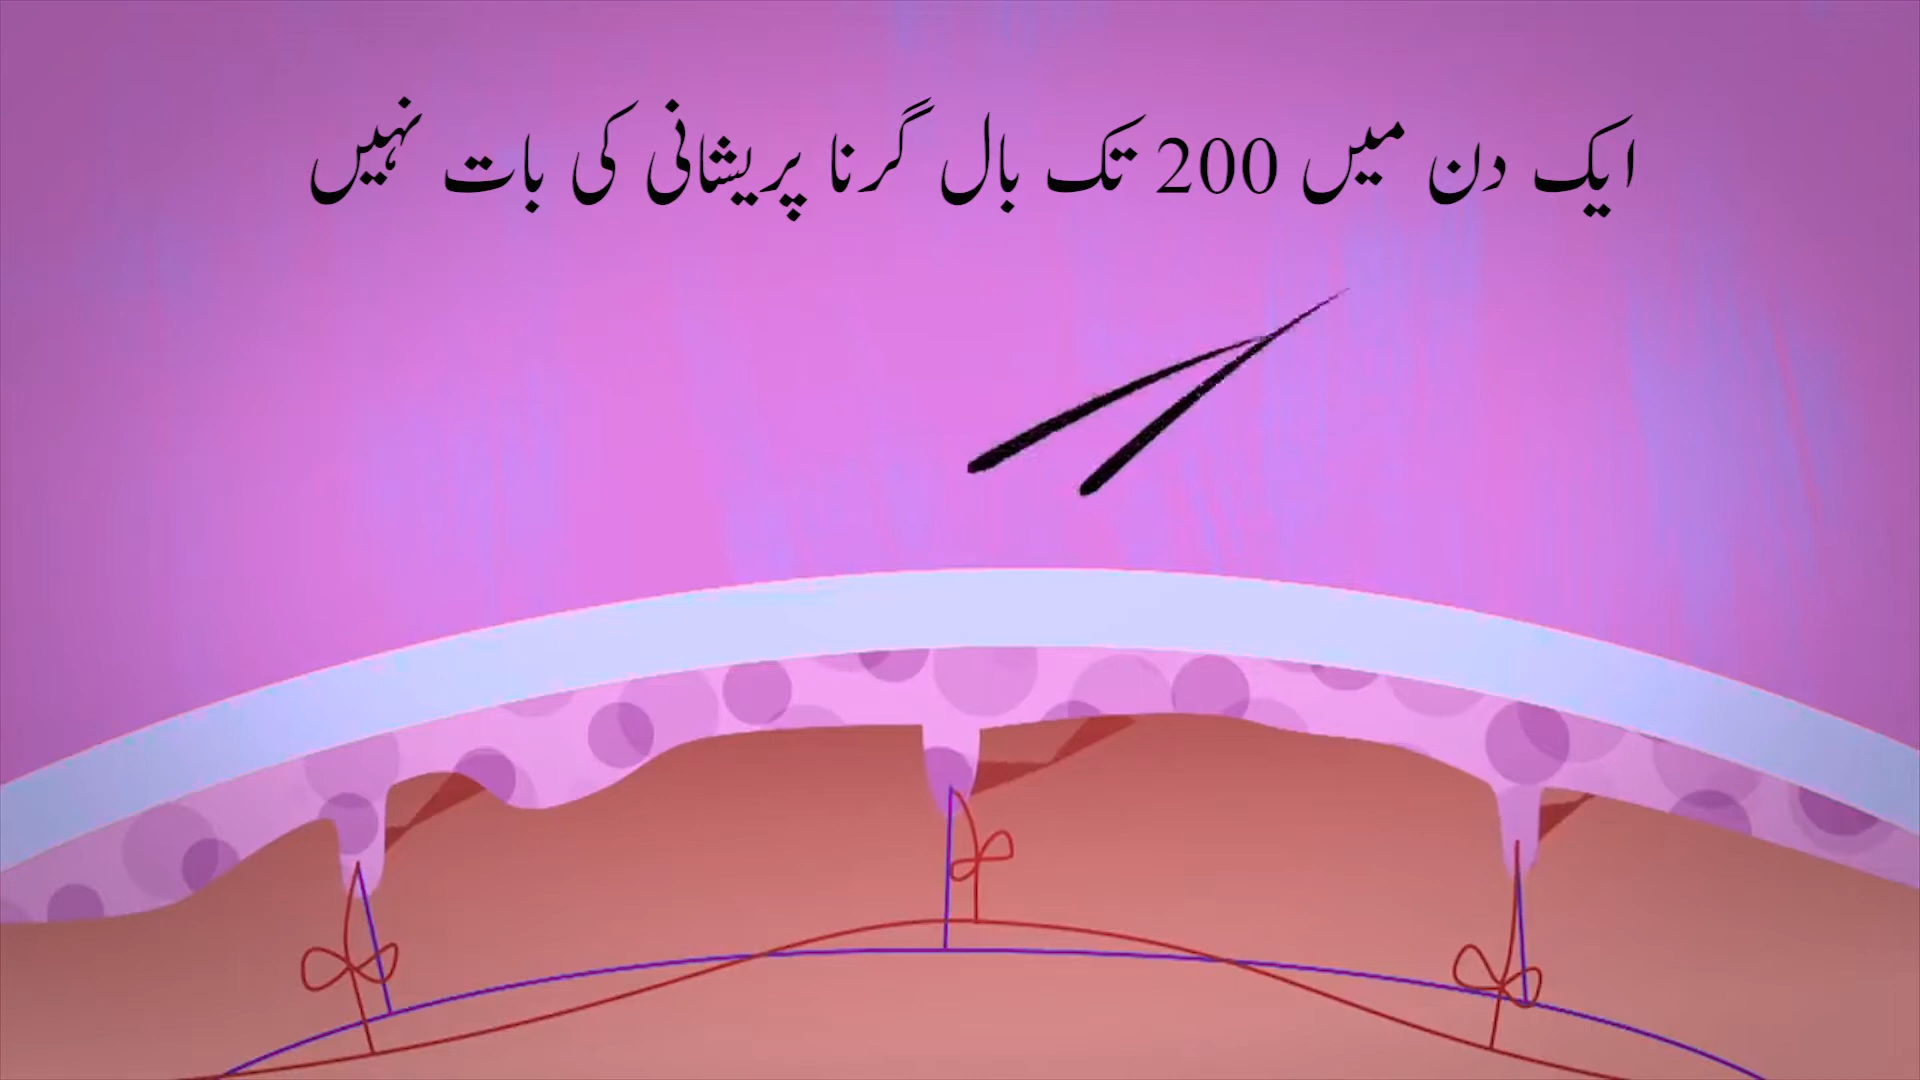 ایک دن میں 200 تک بال گرنا پریشانی کی بات نہیں